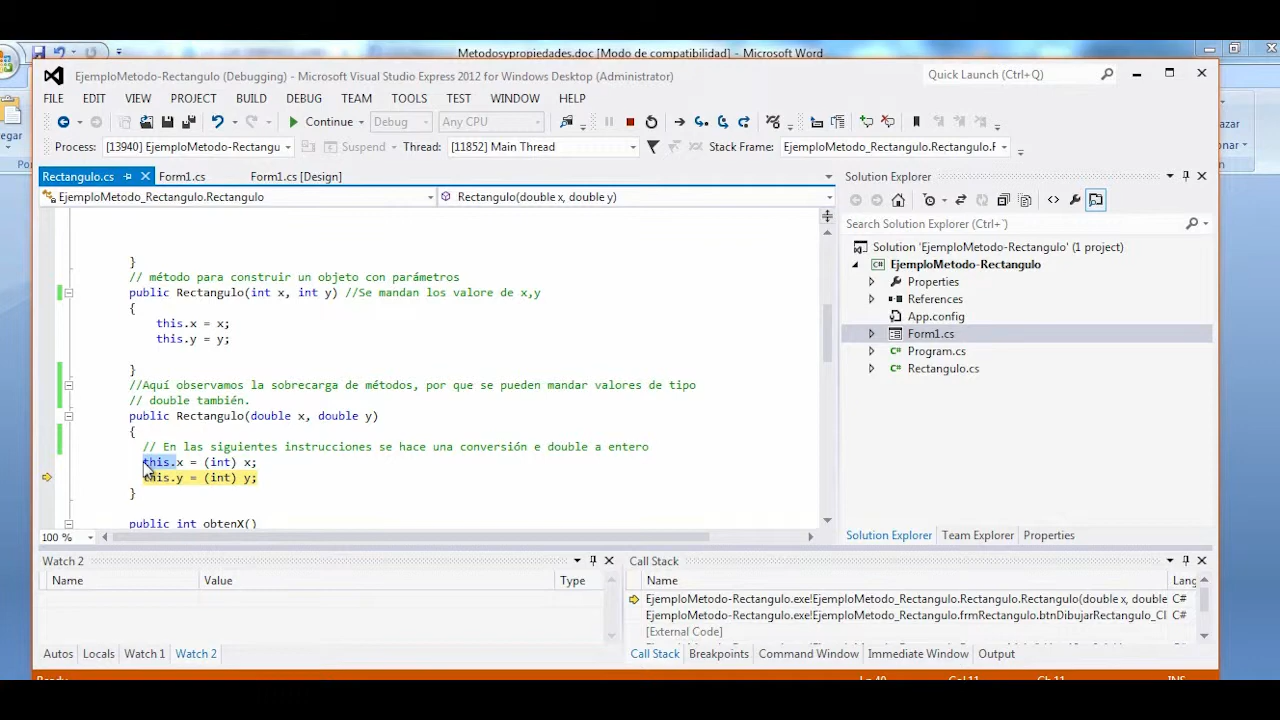 Metodosypropiedades.doc [Modo de compatibilidad] - Microsoft Word
EjemploMetodo-Rectangulo (Debugging) - Microsoft Visual Studio Express 2012 for Windows Desktop (Administrator)
Quick Launch (Ctrl+Q)
FILE EDIT VIEW PROJECT BUILD DEBUG TEAM TOOLS TEST WINDOW HELP
egar
Continue Debug Any CPU
azar
Process: [13940] EjemploMetodo-Rectangu Suspend Thread: [11852] Main Thread Stack Frame: EjemploMetodo_Rectangulo.Rectangulo.F
onar
Rectangulo.cs Form1.cs Form1.cs [Design]
Solution Explorer
EjemploMetodo_Rectangulo.Rectangulo Rectangulo(double x, double y)
Search Solution Explorer (Ctrl+`)
Solution 'EjemploMetodo-Rectangulo' (1 project)
EjemploMetodo-Rectangulo
Properties
References
App.config
Form1.cs
Program.cs
Rectangulo.cs
}
// método para construir un objeto con parámetros
public Rectangulo(int x, int y) //Se mandan los valore de x,y
{
this.x = x;
this.y = y;
}
//Aquí observamos la sobrecarga de métodos, por que se pueden mandar valores de tipo
// double también.
public Rectangulo(double x, double y)
{
// En las siguientes instrucciones se hace una conversión e double a entero
this.x = (int) x;
this.y = (int) y;
}
public int obtenX()
100 %
Solution Explorer Team Explorer Properties
Watch 2
Name Value Type
Autos Locals Watch 1 Watch 2
Call Stack
Name Lang
EjemploMetodo-Rectangulo.exe!EjemploMetodo_Rectangulo.Rectangulo.Rectangulo(double x, double C#
EjemploMetodo-Rectangulo.exe!EjemploMetodo_Rectangulo.frmRectangulo.btnDibujarRectangulo_Cl C#
[External Code]
Call Stack Breakpoints Command Window Immediate Window Output